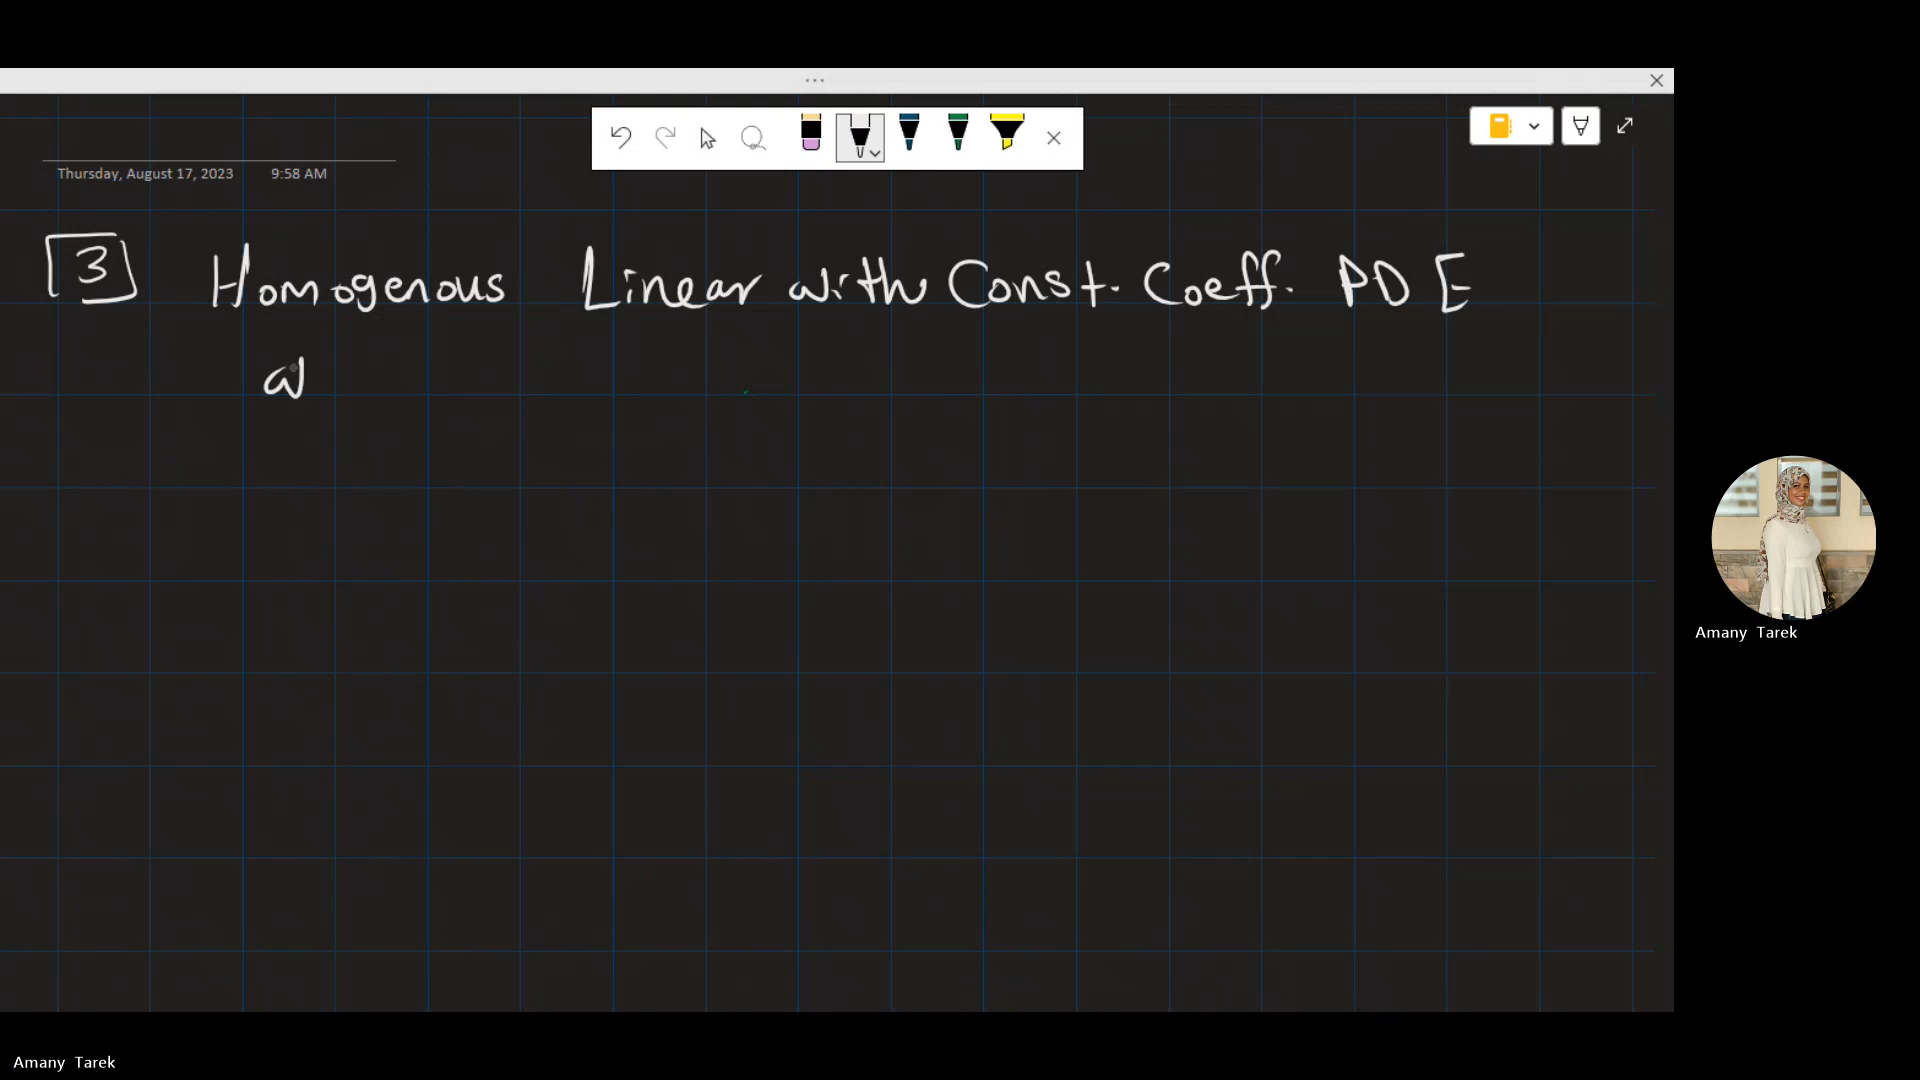 Thursday, August 17, 2023 9:58 AM
3 Homogenous Linear with Const. Coeff. PDE
Amany Tarek
Amany Tarek